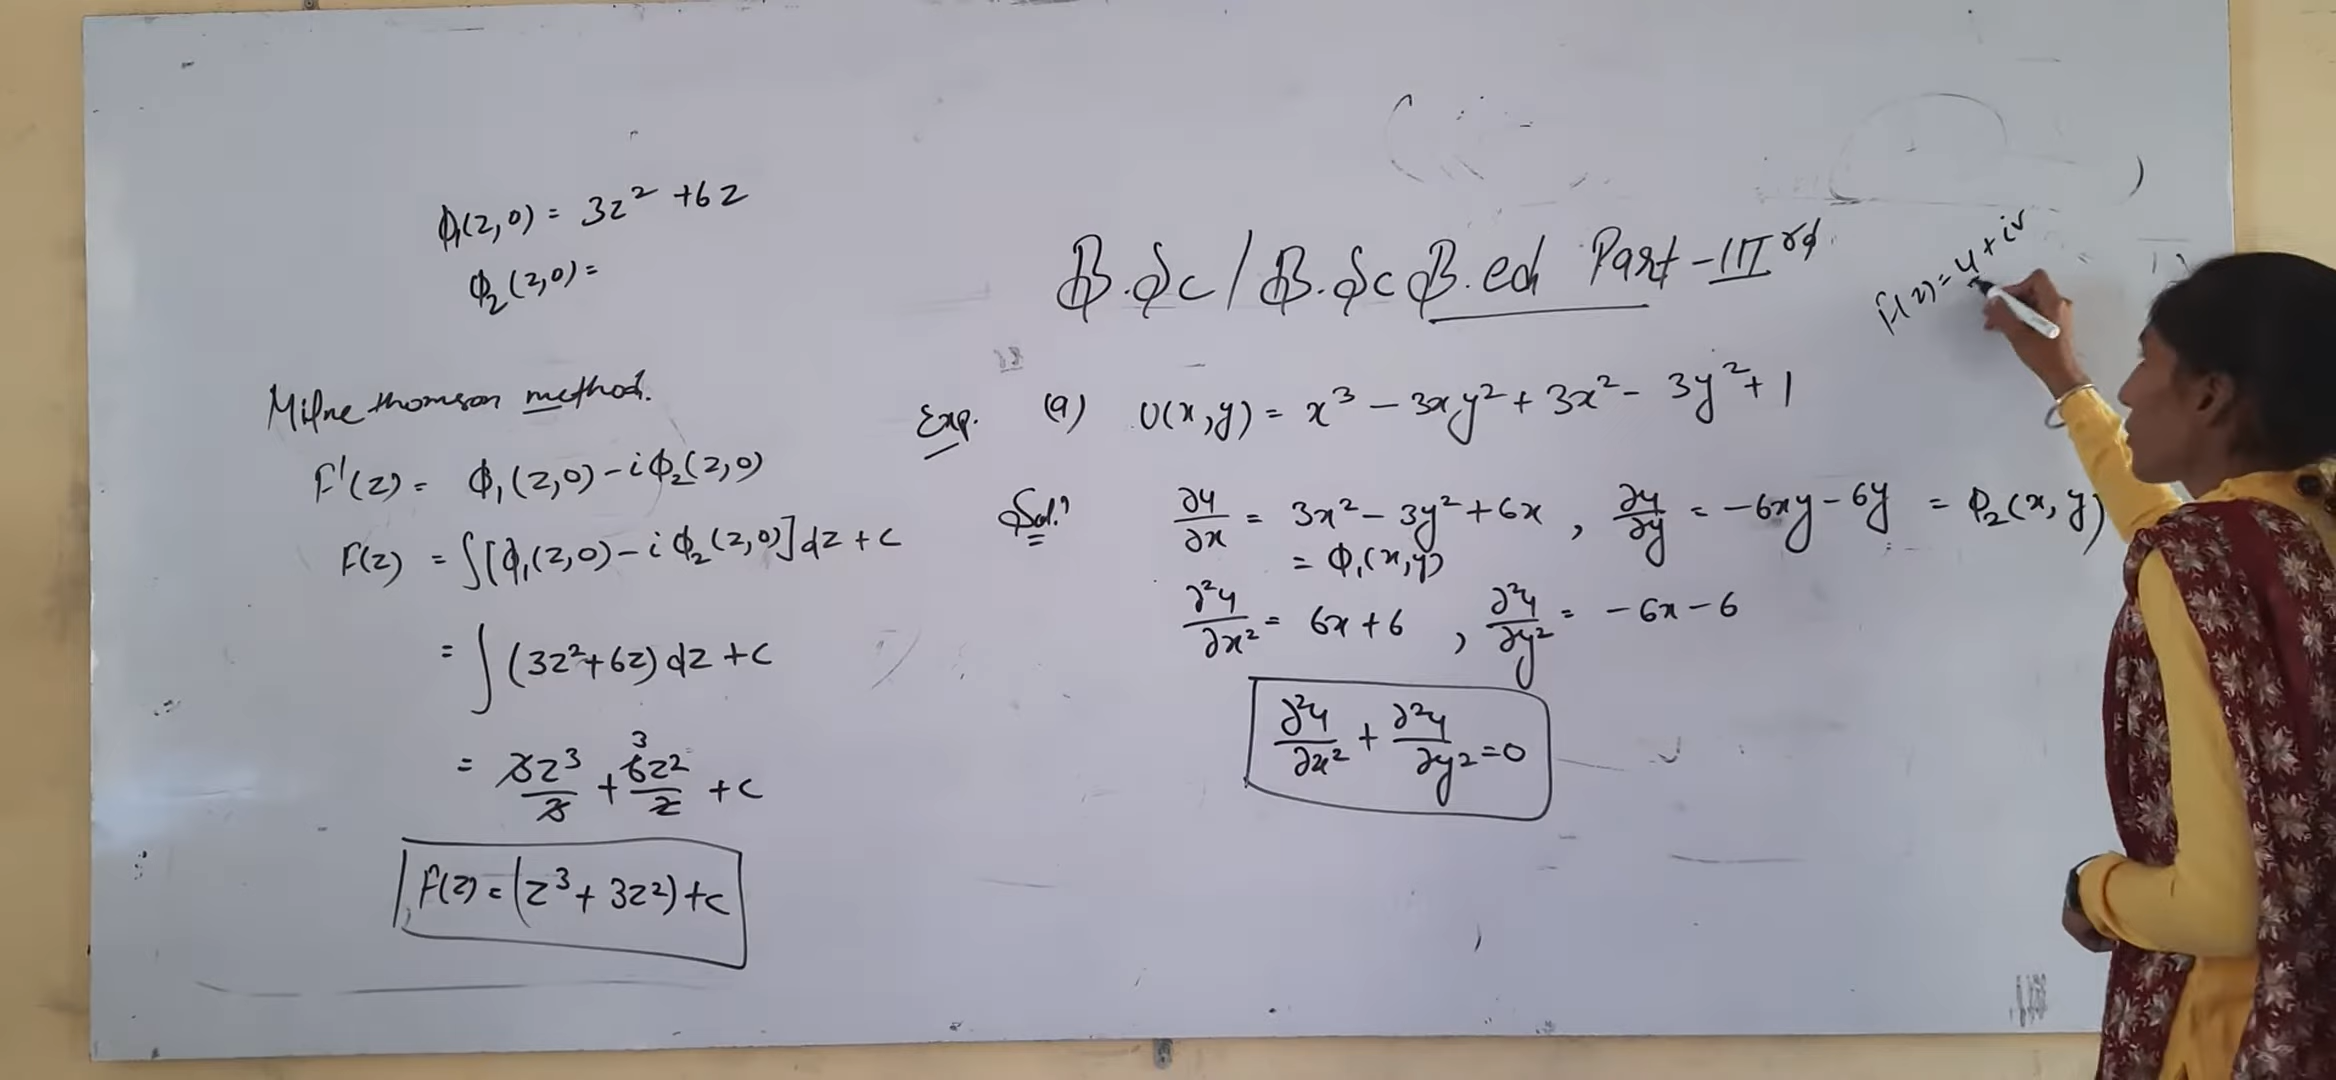 ϕ₁(z,0) = 3z² + 6z
ϕ₂(z,0) =
Milne thomson method.
F'(z) = ϕ₁(z,0) - iϕ₂(z,0)
F(z) = ∫[ϕ₁(z,0) - iϕ₂(z,0)]dz + c
= ∫(3z² + 6z)dz + c
= 3z³/3 + 6z²/2 + c
3
F(z) = (z³ + 3z²) + c
B.Sc / B.Sc B.ed Part - IIIrd
F(z) = u + iv
Exp. (a) U(x,y) = x³ - 3xy² + 3x² - 3y² + 1
Solⁿ ∂u/∂x = 3x² - 3y² + 6x , ∂u/∂y = -6xy - 6y = ϕ₂(x,y)
= ϕ₁(x,y)
∂²u/∂x² = 6x + 6 , ∂²u/∂y² = -6x - 6
∂²u/∂x² + ∂²u/∂y² = 0